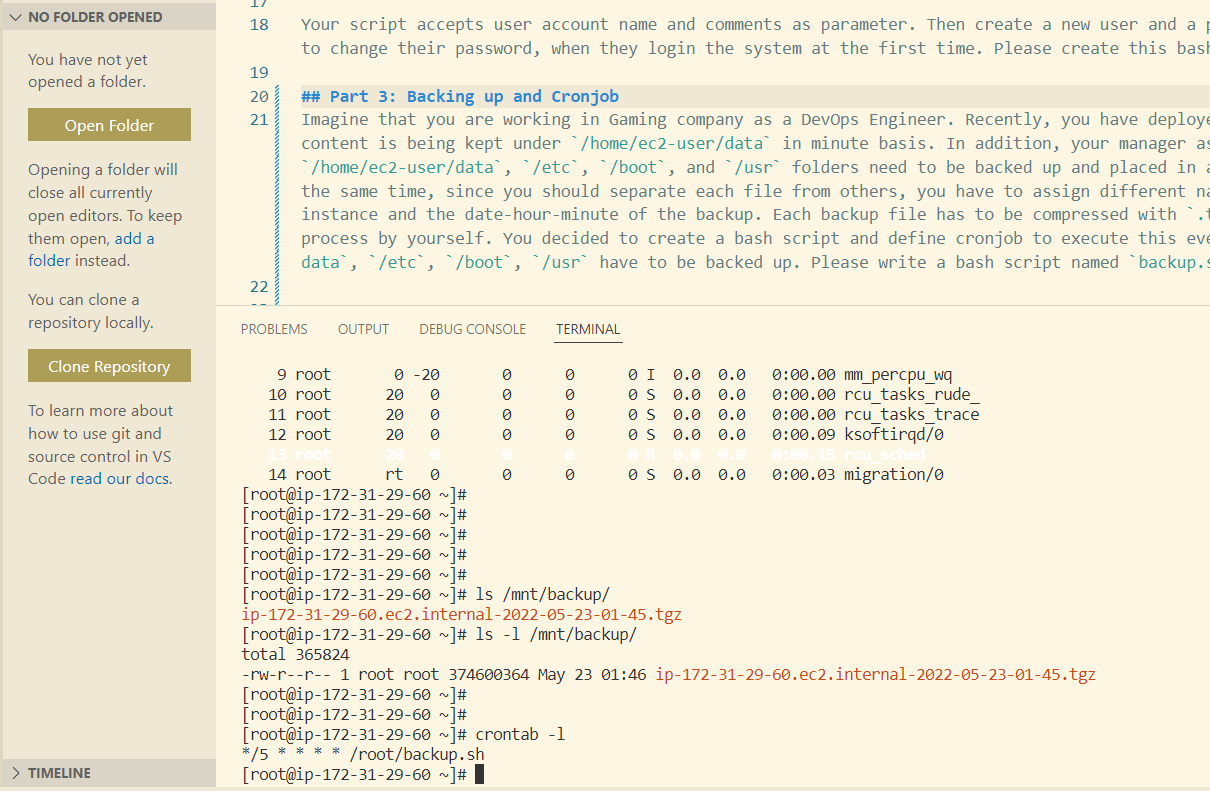 NO FOLDER OPENED
You have not yet
opened a folder.
Open Folder
Opening a folder will
close all currently
open editors. To keep
them open, add a
folder instead.
You can clone a
repository locally.
Clone Repository
To learn more about
how to use git and
source control in VS
Code read our docs.
TIMELINE
17
18 Your script accepts user account name and comments as parameter. Then create a new user and a
to change their password, when they login the system at the first time. Please create this bash
19
20 ## Part 3: Backing up and Cronjob
21 Imagine that you are working in Gaming company as a DevOps Engineer. Recently, you have
content is being kept under `/home/ec2-user/data` in minute basis. In addition, your manager
`/home/ec2-user/data`, `/etc`, `/boot`, and `/usr` folders need to be backed up and placed in
the same time, since you should separate each file from others, you have to assign different
instance and the date-hour-minute of the backup. Each backup file has to be compressed with `.
process by yourself. You decided to create a bash script and define cronjob to execute this
data`, `/etc`, `/boot`, `/usr` have to be backed up. Please write a bash script named `backup.
22
PROBLEMS OUTPUT DEBUG CONSOLE TERMINAL
9 root 0 -20 0 0 0 I 0.0 0.0 0:00.00 mm_percpu_wq
10 root 20 0 0 0 0 S 0.0 0.0 0:00.00 rcu_tasks_rude_
11 root 20 0 0 0 0 S 0.0 0.0 0:00.00 rcu_tasks_trace
12 root 20 0 0 0 0 S 0.0 0.0 0:00.09 ksoftirqd/0
13 root 20 0 0 0 0 R 0.0 0.0 0:00.15 rcu_sched
14 root rt 0 0 0 0 S 0.0 0.0 0:00.03 migration/0
[root@ip-172-31-29-60 ~]#
[root@ip-172-31-29-60 ~]#
[root@ip-172-31-29-60 ~]#
[root@ip-172-31-29-60 ~]#
[root@ip-172-31-29-60 ~]#
[root@ip-172-31-29-60 ~]# ls /mnt/backup/
ip-172-31-29-60.ec2.internal-2022-05-23-01-45.tgz
[root@ip-172-31-29-60 ~]# ls -l /mnt/backup/
total 365824
-rw-r--r-- 1 root root 374600364 May 23 01:46 ip-172-31-29-60.ec2.internal-2022-05-23-01-45.tgz
[root@ip-172-31-29-60 ~]#
[root@ip-172-31-29-60 ~]#
[root@ip-172-31-29-60 ~]# crontab -l
*/5 * * * * /root/backup.sh
[root@ip-172-31-29-60 ~]#